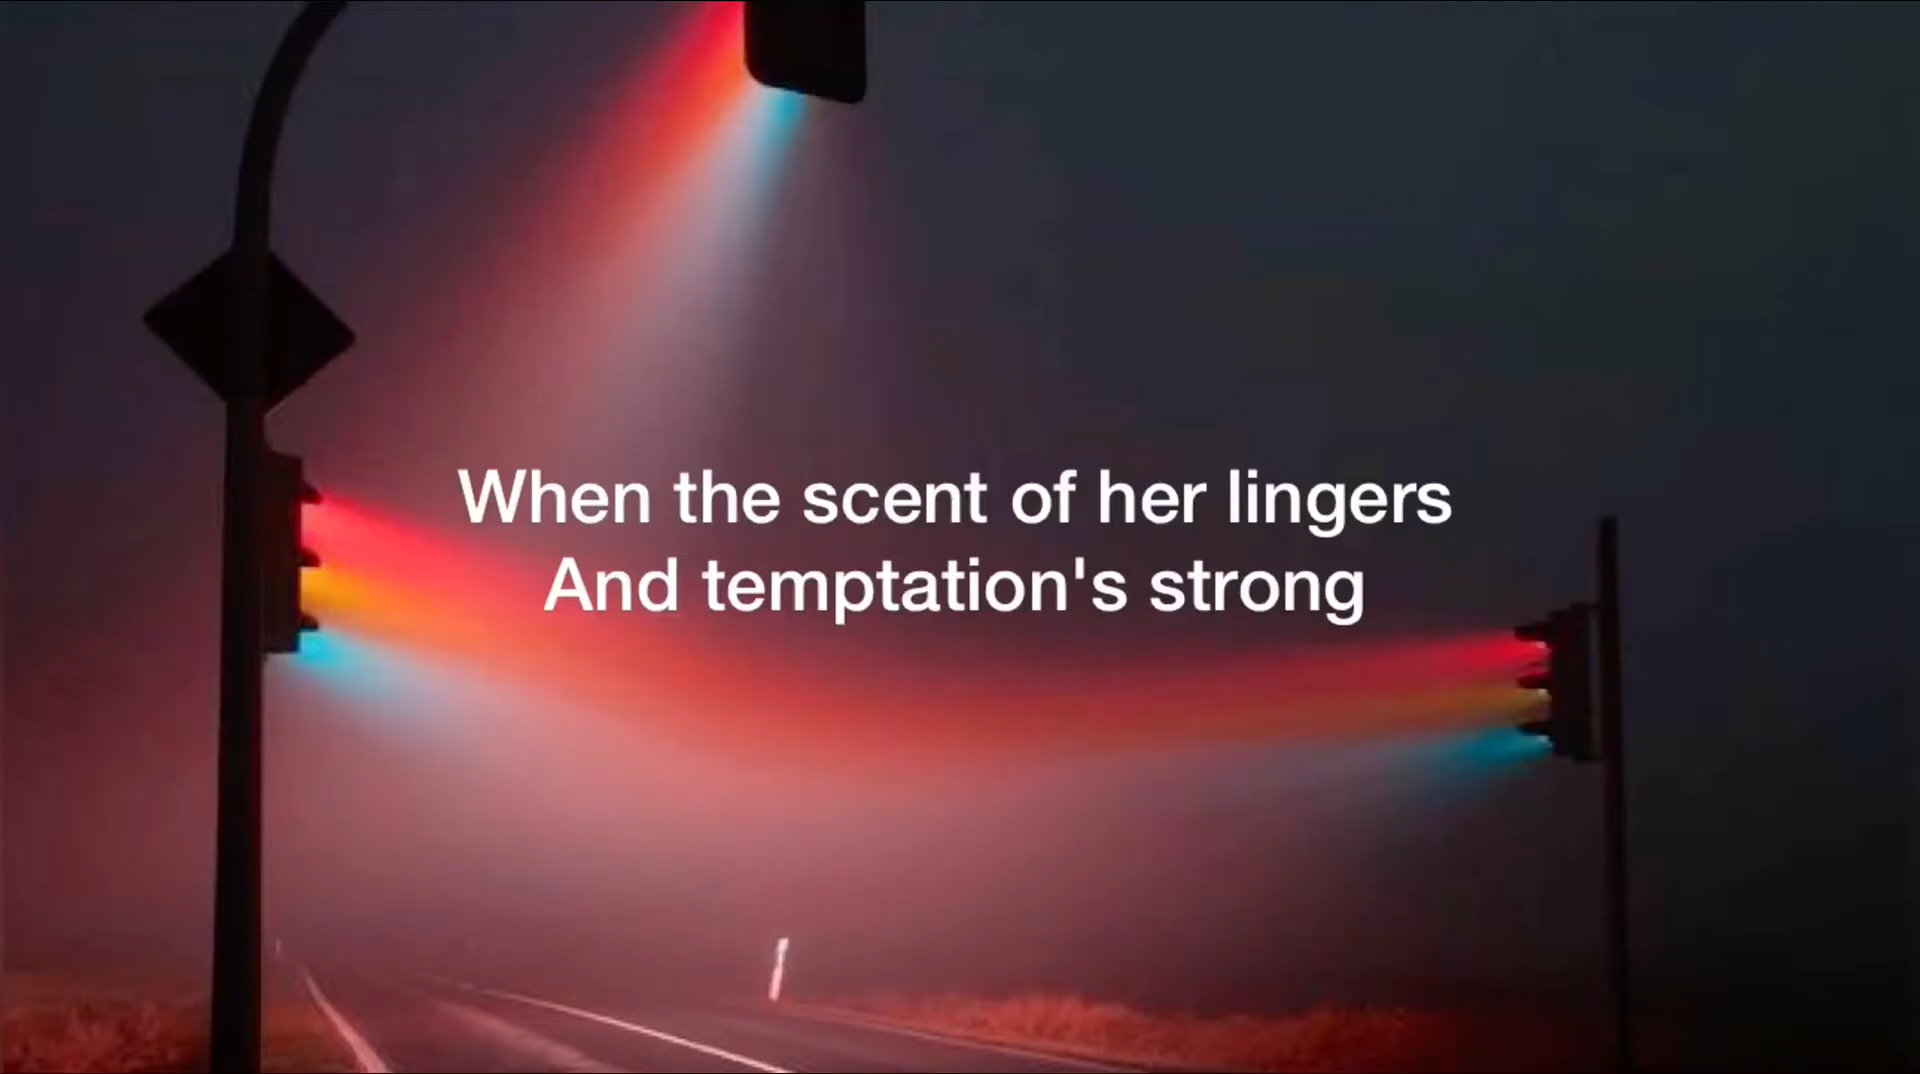 When the scent of her lingers
And temptation's strong